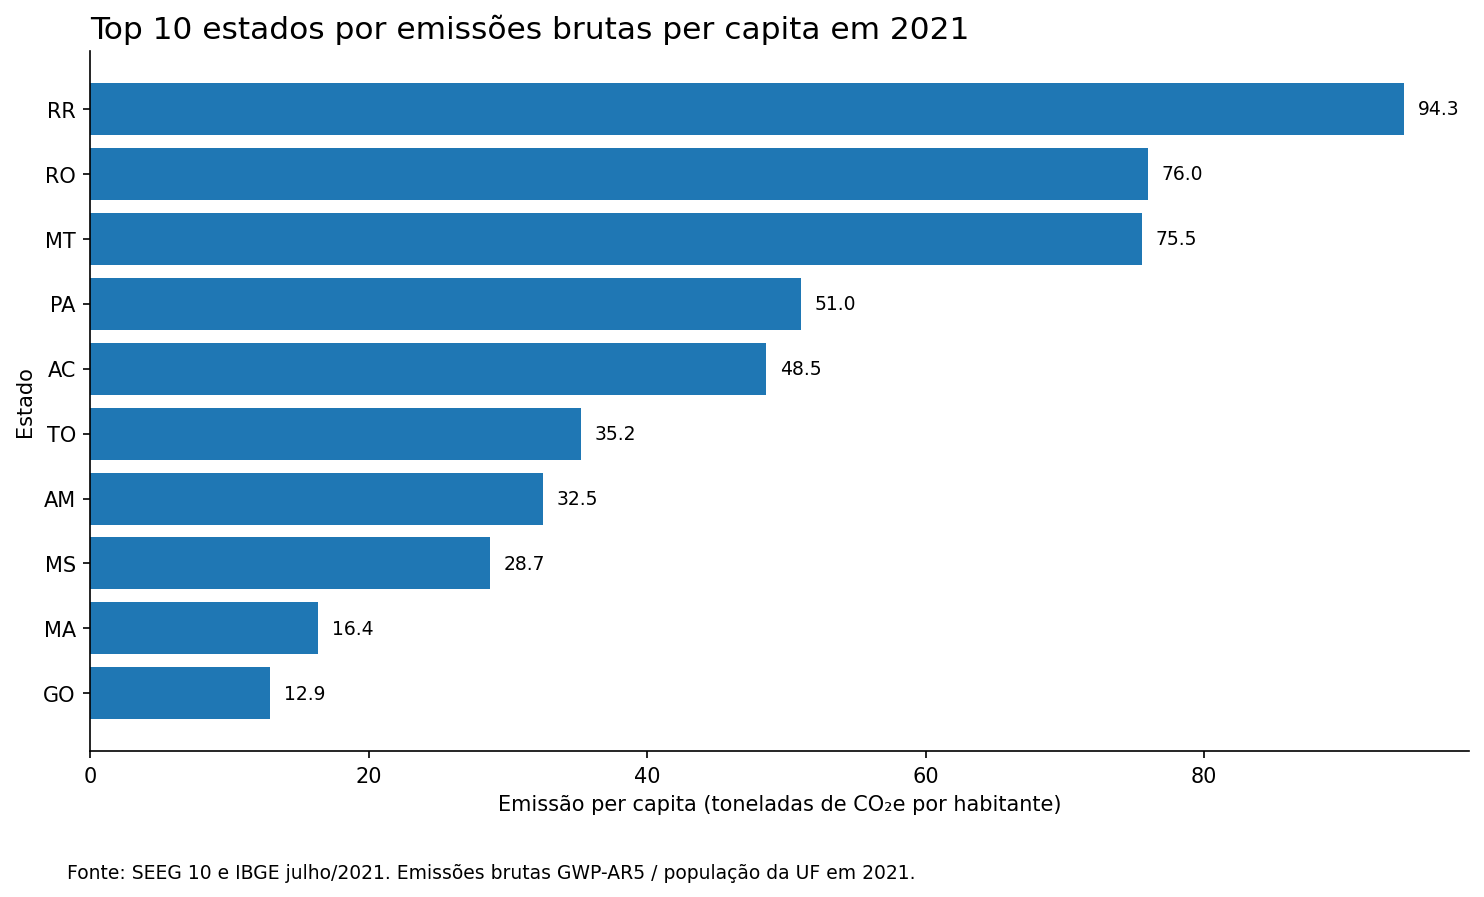 Top 10 estados por emissões brutas per capita em 2021
RR 94.3
RO 76.0
MT 75.5
PA 51.0
AC 48.5
TO 35.2
AM 32.5
MS 28.7
MA 16.4
GO 12.9
Estado
0 20 40 60 80
Emissão per capita (toneladas de CO₂e por habitante)
Fonte: SEEG 10 e IBGE julho/2021. Emissões brutas GWP-AR5 / população da UF em 2021.